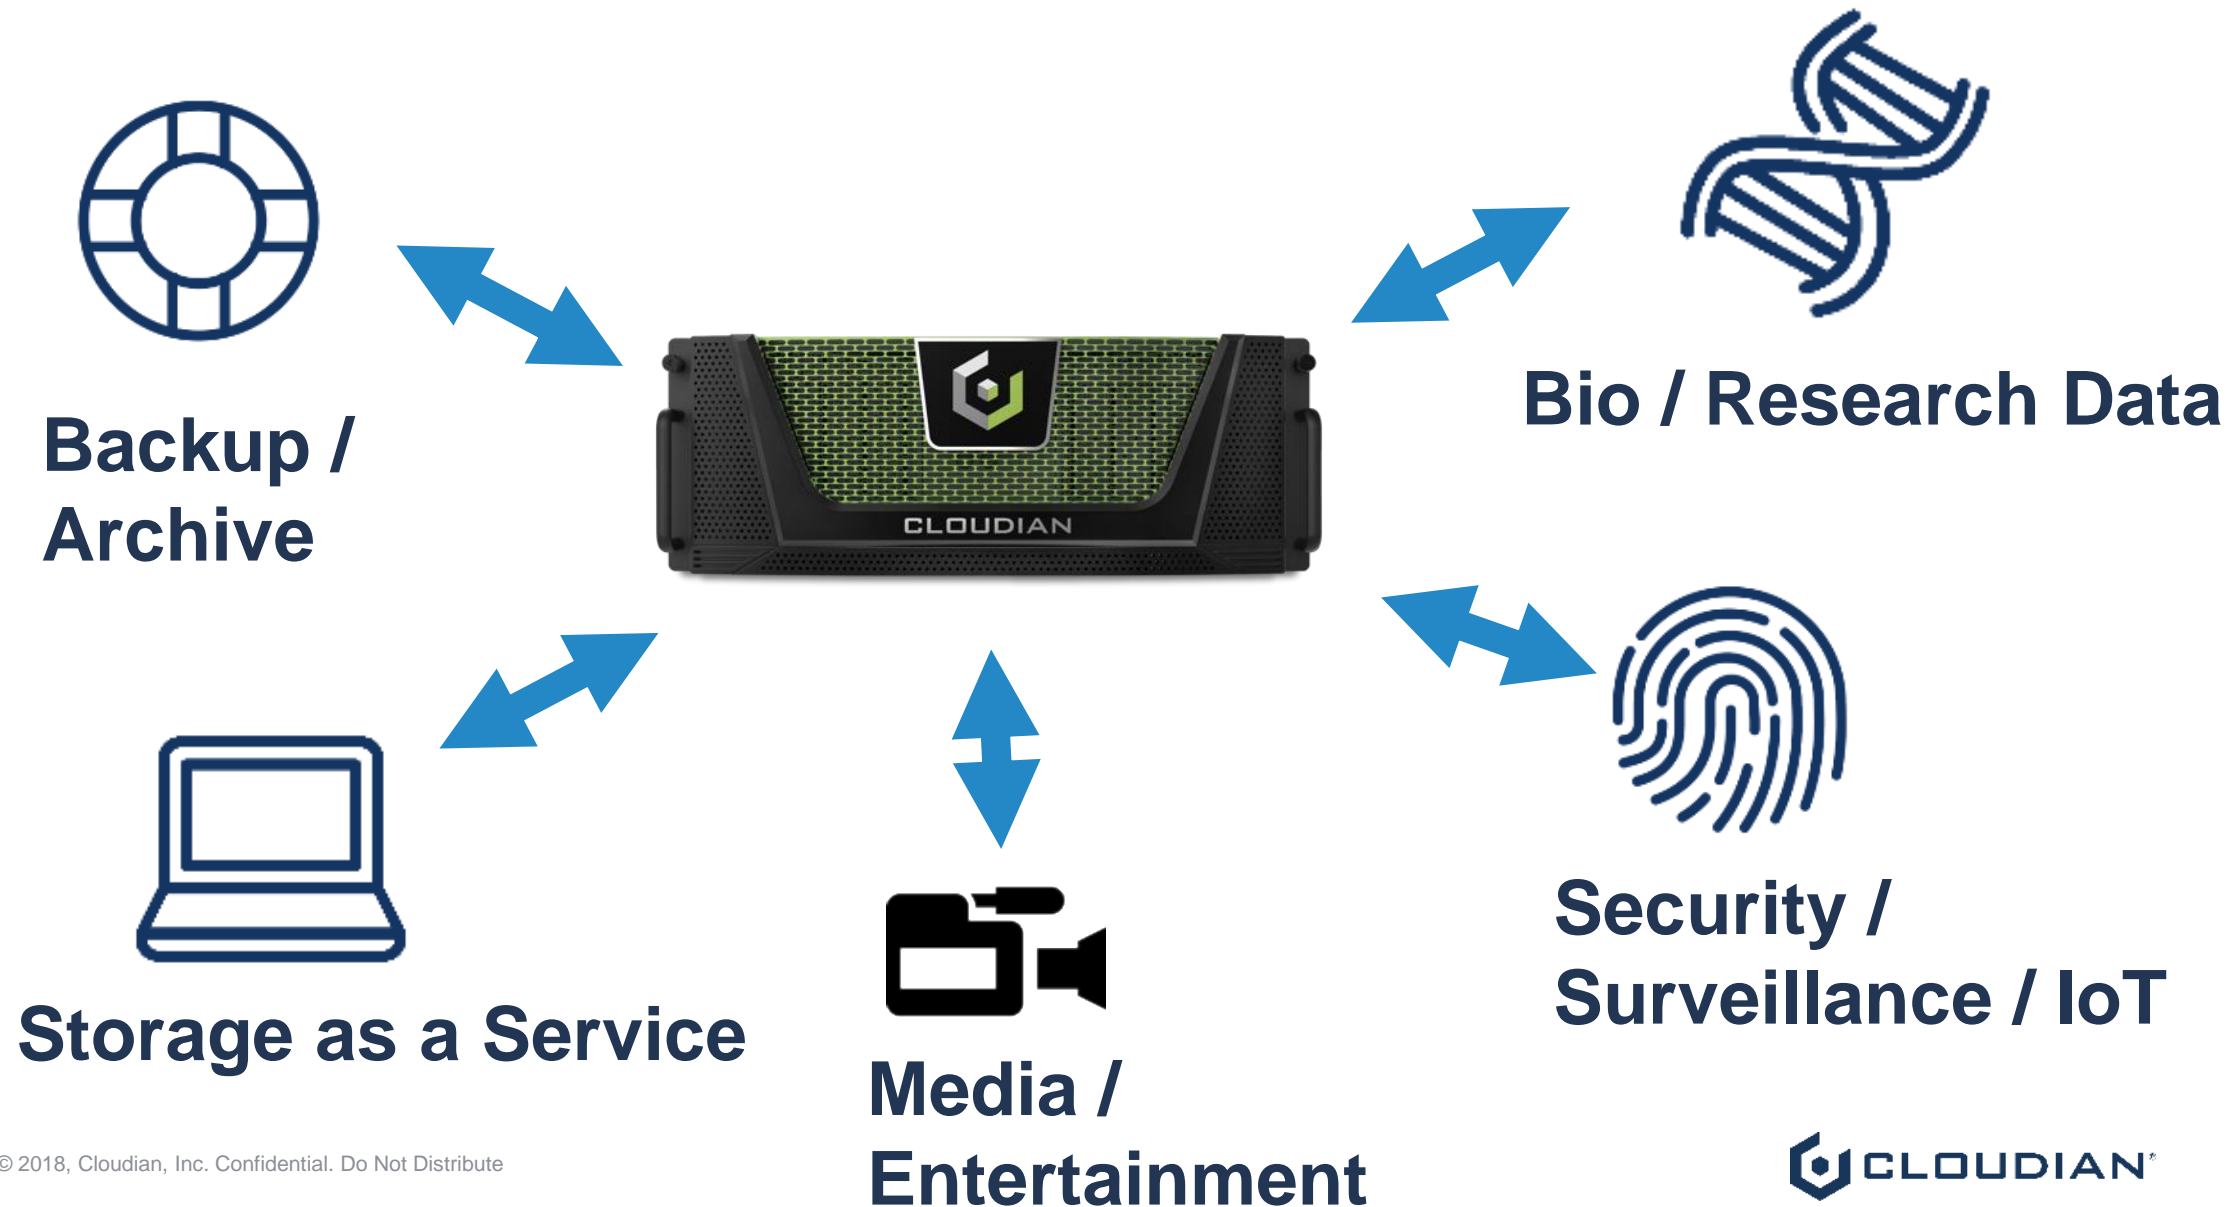 Bio / Research Data
Backup /
Archive
CLOUDIAN
Security /
Surveillance / IoT
Storage as a Service
Media /
Entertainment
© 2018, Cloudian, Inc. Confidential. Do Not Distribute
CLOUDIAN